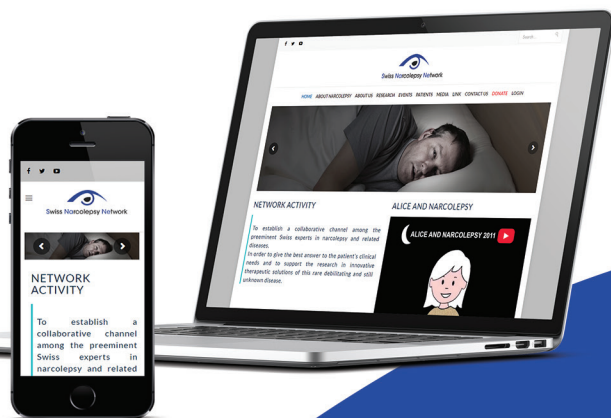 Search...
Swiss Narcolepsy Network
HOME ABOUT NARCOLEPSY ABOUT US RESEARCH EVENTS PATIENTS MEDIA LINK CONTACT US DONATE LOGIN
NETWORK ACTIVITY
To establish a collaborative channel among the
preeminent Swiss experts in narcolepsy and related
diseases.
In order to give the best answer to the patient's clinical
needs and to support the research in innovative
therapeutic solutions of this rare debilitating and still
unknown disease.
ALICE AND NARCOLEPSY
ALICE AND NARCOLEPSY 2011
Swiss Narcolepsy Network
NETWORK
ACTIVITY
To establish a
collaborative channel
among the preeminent
Swiss experts in
narcolepsy and related